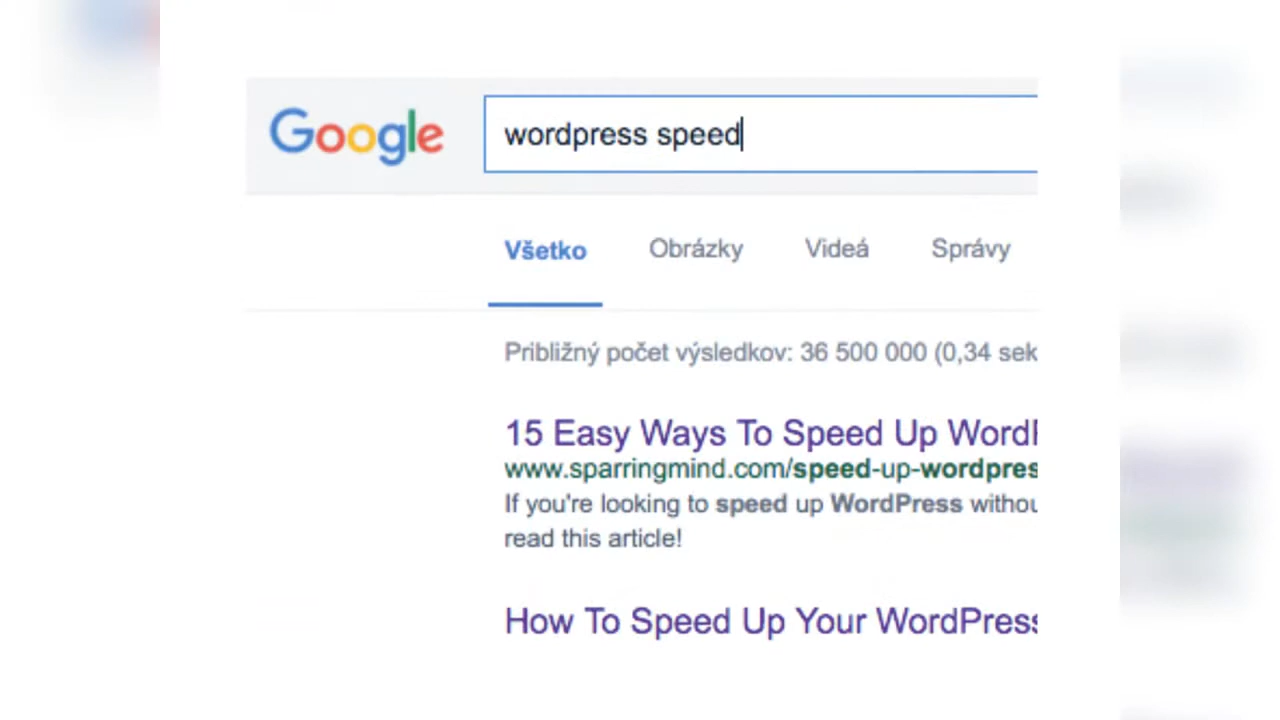 Google
wordpress speed
Všetko Obrázky Videá Správy
Približný počet výsledkov: 36 500 000 (0,34 sek
15 Easy Ways To Speed Up Word
www.sparringmind.com/speed-up-wordpres
If you're looking to speed up WordPress withou
read this article!
How To Speed Up Your WordPress